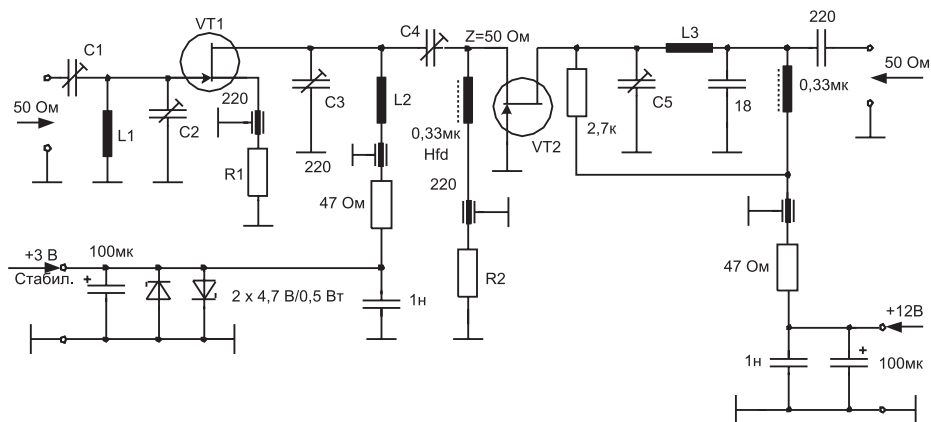 VT1
C4
C1
Z=50 Ом
L3
220
50 Ом
220
C3
L2
C5
18
0,33мк
50 Ом
L1
C2
0,33мк
Hfd
2,7к
VT2
R1
220
47 Ом
220
+3 В
Стабил.
100мк
+
2 x 4,7 В/0,5 Вт
1н
R2
47 Ом
+12В
1н
+
100мк